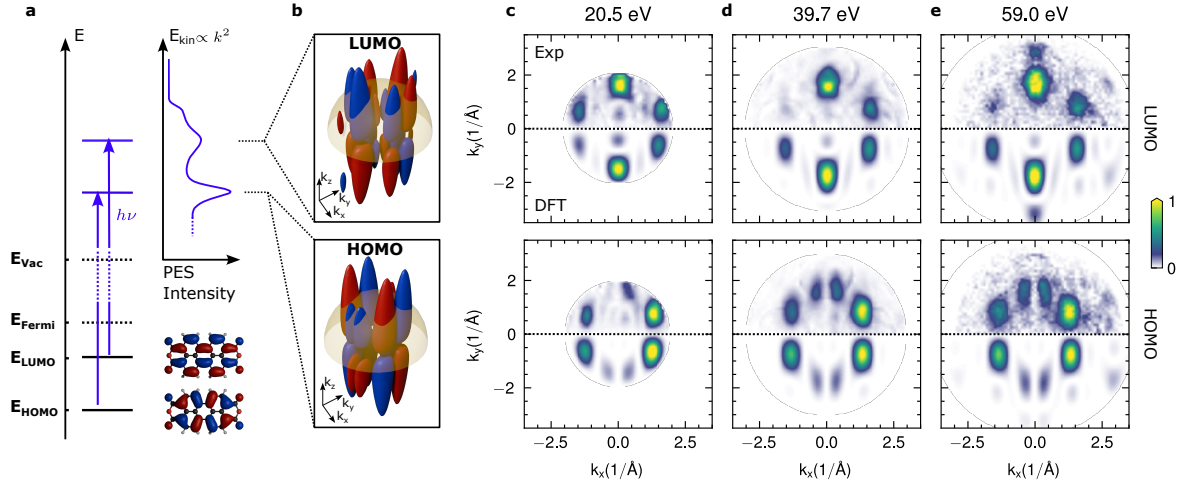 a
E
E_kin ∝ k²
hν
E_Vac
E_Fermi
E_LUMO
E_HOMO
PES
Intensity
b
LUMO
k_z
k_y
k_x
HOMO
k_z
k_y
k_x
c 20.5 eV d 39.7 eV e 59.0 eV
Exp
DFT
2
0
−2
k_y(1/Å)
LUMO
2
0
−2
k_y(1/Å)
HOMO
1
0
−2.5 0.0 2.5
−2.5 0.0 2.5
−2.5 0.0 2.5
k_x(1/Å) k_x(1/Å) k_x(1/Å)